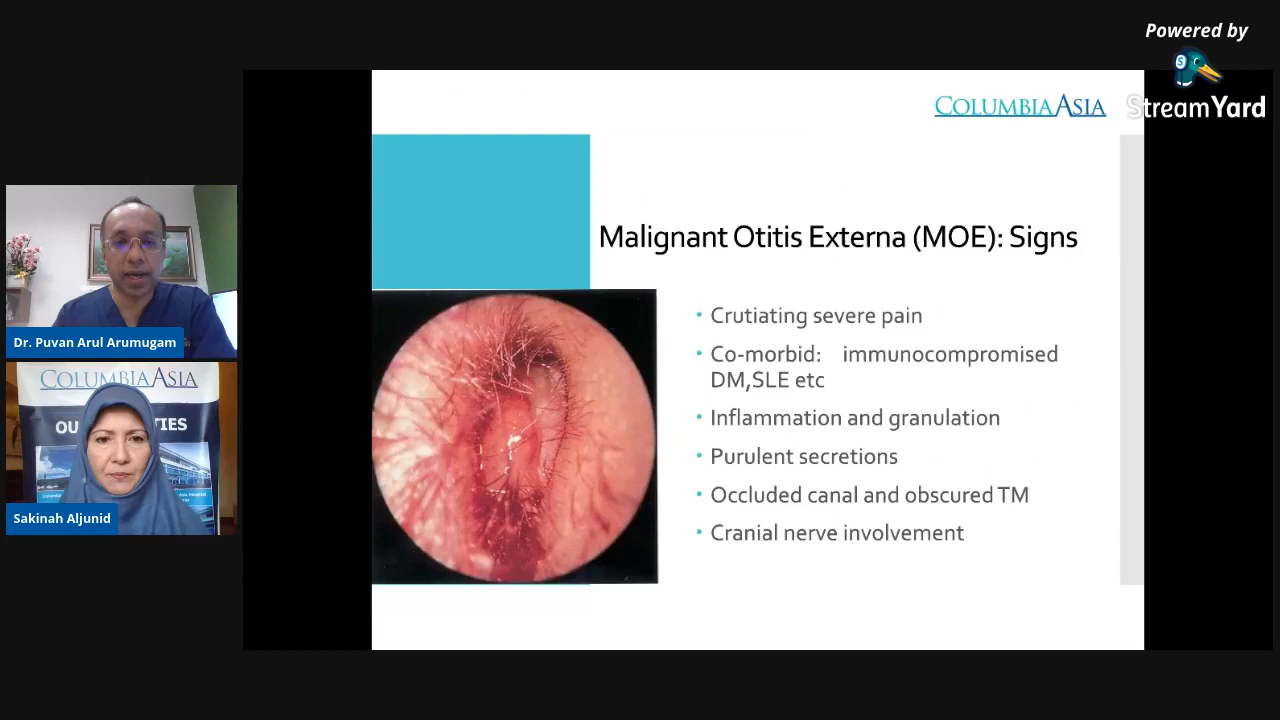 Powered by
StreamYard
COLUMBIA ASIA
Malignant Otitis Externa (MOE): Signs
• Crutiating severe pain
• Co-morbid: immunocompromised
DM,SLE etc
• Inflammation and granulation
• Purulent secretions
• Occluded canal and obscured TM
• Cranial nerve involvement
Dr. Puvan Arul Arumugam
COLUMBIA ASIA
Sakinah Aljunid